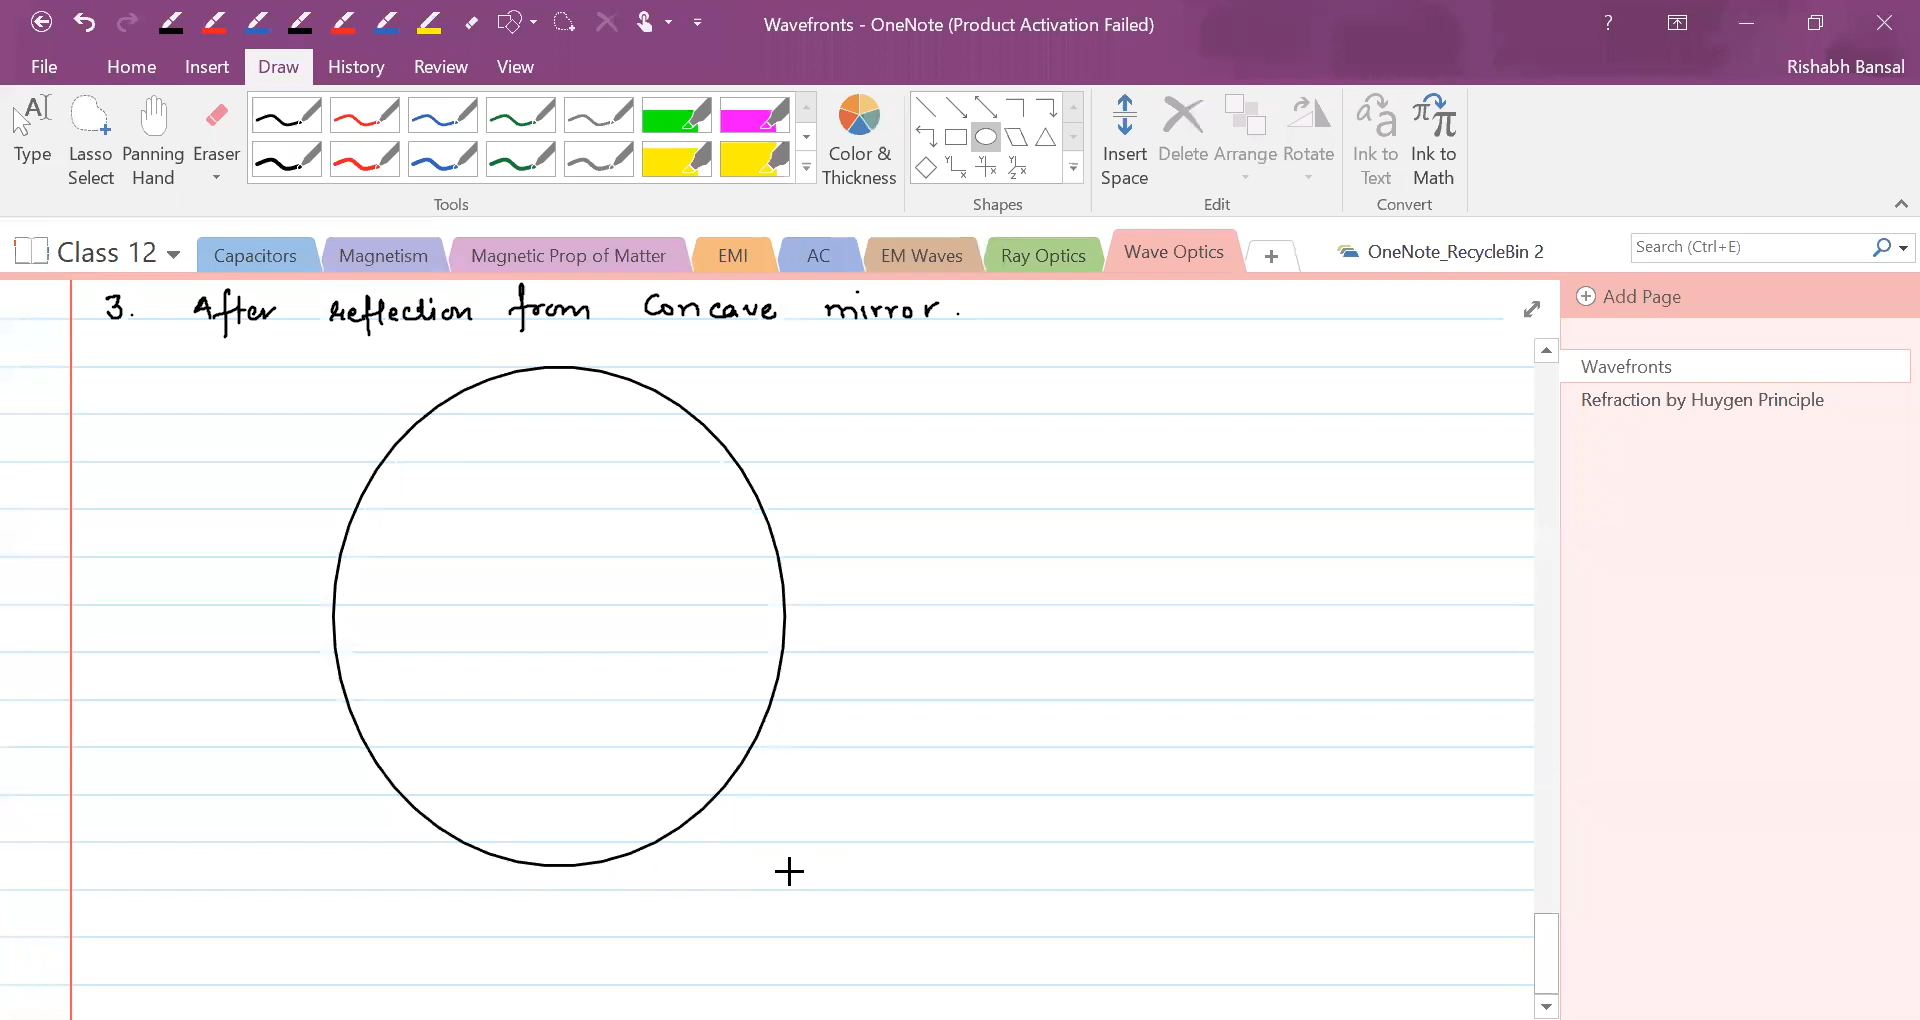 Wavefronts - OneNote (Product Activation Failed)
?
File Home Insert Draw History Review View
Rishabh Bansal
Type
Lasso Select
Panning Hand
Eraser
Color & Thickness
Insert Space
Delete
Arrange
Rotate
Ink to Text
Ink to Math
Tools
Shapes
Edit
Convert
Class 12
Capacitors
Magnetism
Magnetic Prop of Matter
EMI
AC
EM Waves
Ray Optics
Wave Optics
OneNote_RecycleBin 2
Search (Ctrl+E)
3. After reflection from Concave mirror.
Add Page
Wavefronts
Refraction by Huygen Principle